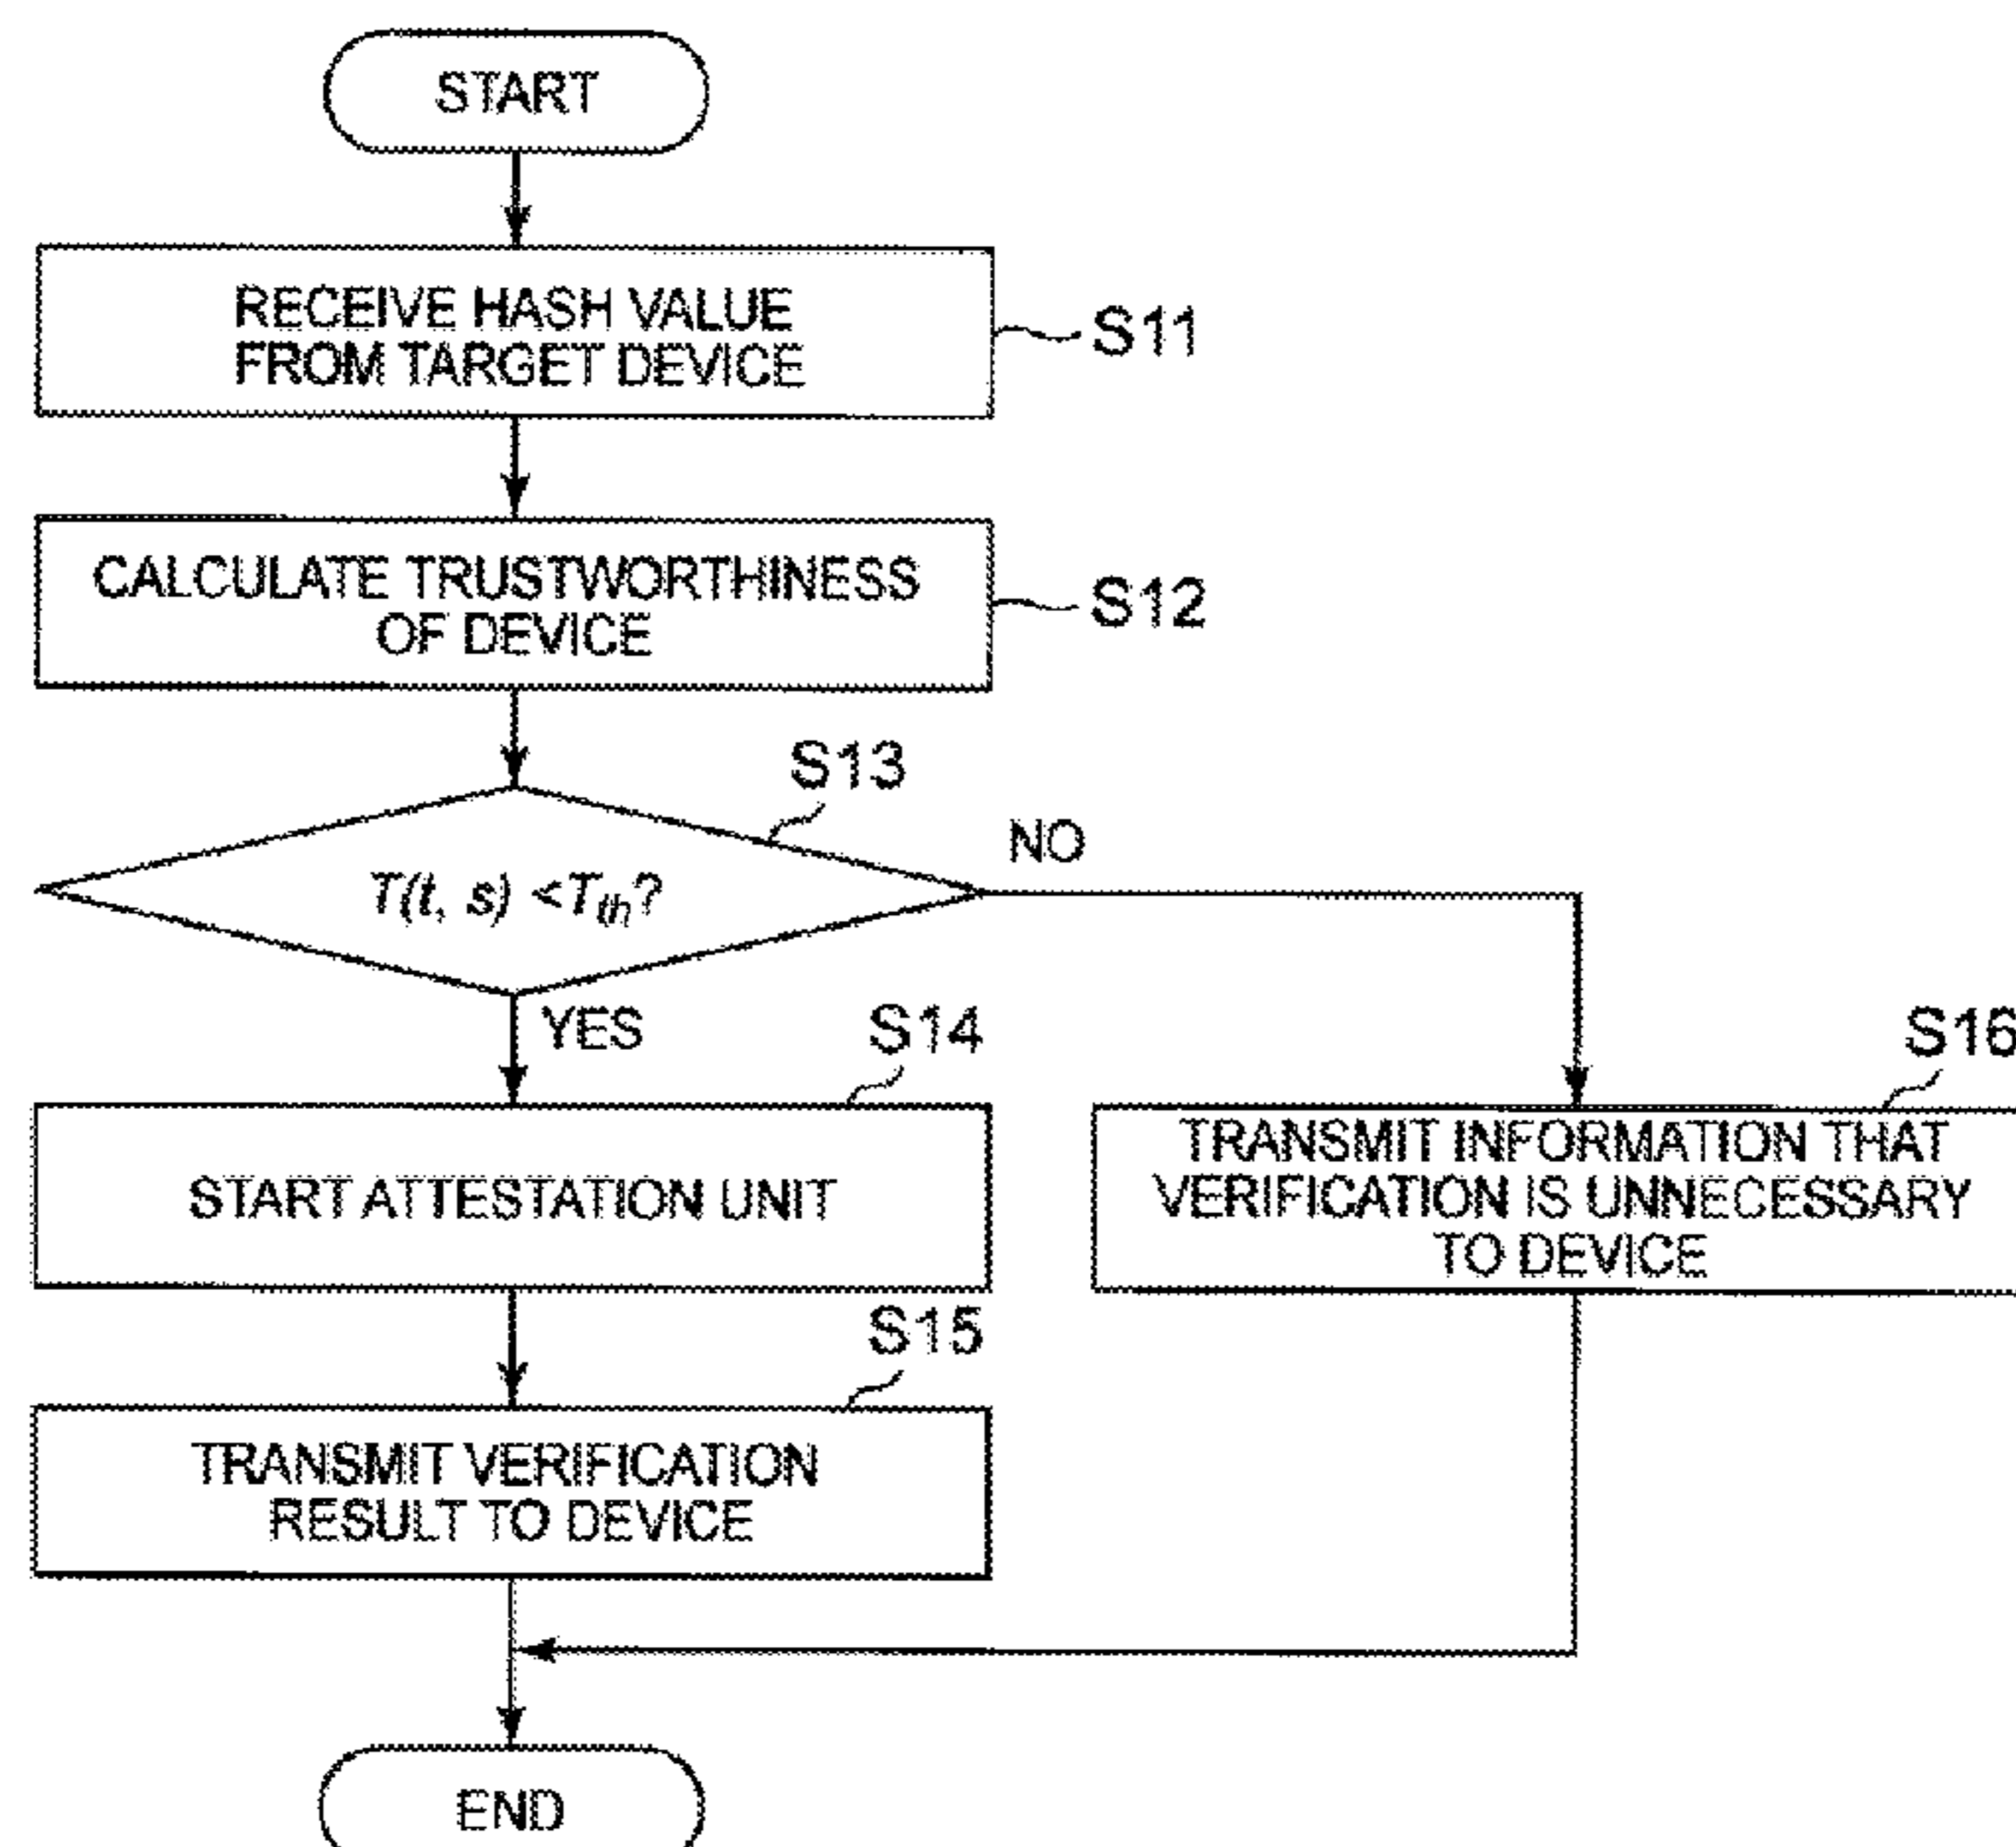 START
RECEIVE HASH VALUE
FROM TARGET DEVICE
S11
CALCULATE TRUSTWORTHINESS
OF DEVICE
S12
S13
T(t, s) <Tth?
NO
YES
S14
START ATTESTATION UNIT
S16
TRANSMIT INFORMATION THAT
VERIFICATION IS UNNECESSARY
TO DEVICE
S15
TRANSMIT VERIFICATION
RESULT TO DEVICE
END